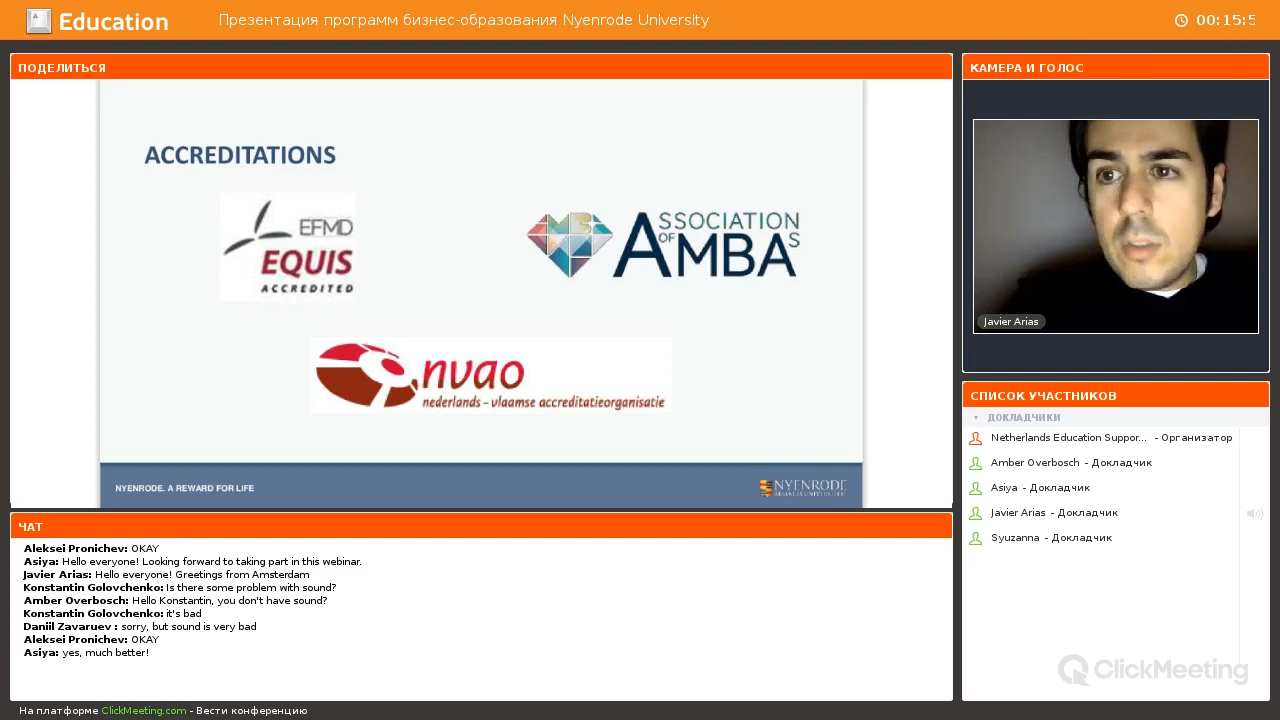 A
Education
Презентация программ бизнес-образования Nyenrode University
00:15:5
ПОДЕЛИТЬСЯ
ACCREDITATIONS
EFMD
EQUIS
ACCREDITED
ASSOCIATION
OF AMBAS
nvao
nederlands - vlaamse accreditatieorganisatie
NYENRODE. A REWARD FOR LIFE
NYENRODE
КАМЕРА И ГОЛОС
Javier Arias
СПИСОК УЧАСТНИКОВ
ДОКЛАДЧИКИ
Netherlands Education Suppor... - Организатор
Amber Overbosch - Докладчик
Asiya - Докладчик
Javier Arias - Докладчик
Syuzanna - Докладчик
ClickMeeting
ЧАТ
Aleksei Pronichev: OKAY
Asiya: Hello everyone! Looking forward to taking part in this webinar.
Javier Arias: Hello everyone! Greetings from Amsterdam
Konstantin Golovchenko: Is there some problem with sound?
Amber Overbosch: Hello Konstantin, you don't have sound?
Konstantin Golovchenko: it's bad
Daniil Zavaruev : sorry, but sound is very bad
Aleksei Pronichev: OKAY
Asiya: yes, much better!
На платформе ClickMeeting.com - Вести конференцию